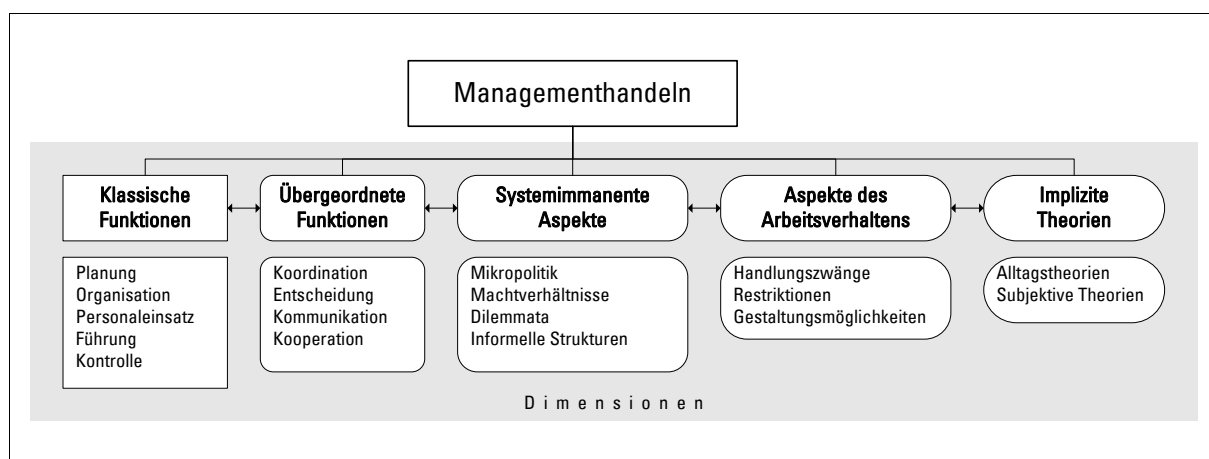 Managementhandeln
Klassische
Funktionen
Übergeordnete
Funktionen
Systemimmanente
Aspekte
Aspekte des
Arbeitsverhaltens
Implizite
Theorien
Planung
Organisation
Personaleinsatz
Führung
Kontrolle
Koordination
Entscheidung
Kommunikation
Kooperation
Mikropolitik
Machtverhältnisse
Dilemmata
Informelle Strukturen
Handlungszwänge
Restriktionen
Gestaltungsmöglichkeiten
Alltagstheorien
Subjektive Theorien
Dimensionen